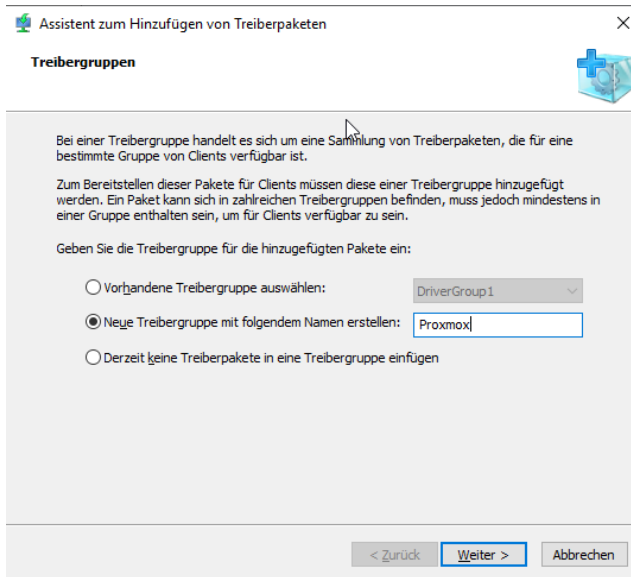 Assistent zum Hinzufügen von Treiberpaketen
Treibergruppen
Bei einer Treibergruppe handelt es sich um eine Sammlung von Treiberpaketen, die für eine
bestimmte Gruppe von Clients verfügbar ist.
Zum Bereitstellen dieser Pakete für Clients müssen diese einer Treibergruppe hinzugefügt
werden. Ein Paket kann sich in zahlreichen Treibergruppen befinden, muss jedoch mindestens in
einer Gruppe enthalten sein, um für Clients verfügbar zu sein.
Geben Sie die Treibergruppe für die hinzugefügten Pakete ein:
Vorhandene Treibergruppe auswählen: DriverGroup1
Neue Treibergruppe mit folgendem Namen erstellen: Proxmox
Derzeit keine Treiberpakete in eine Treibergruppe einfügen
< Zurück Weiter > Abbrechen